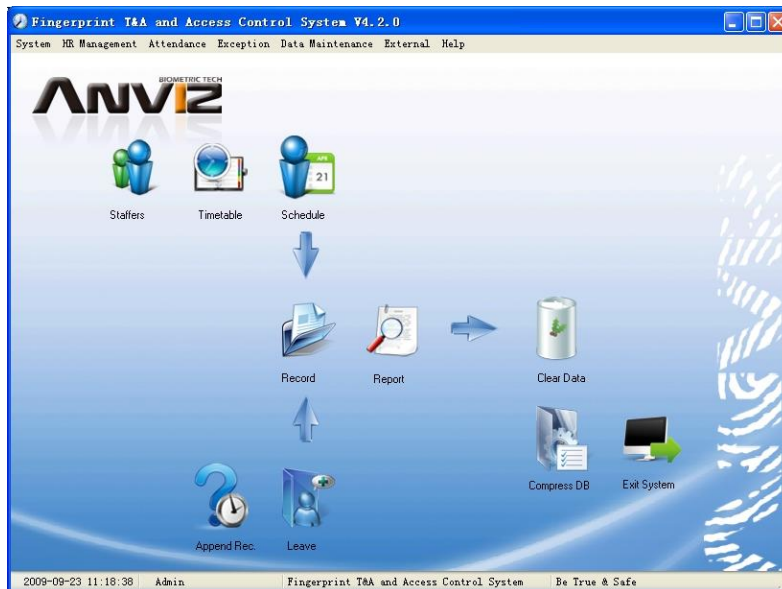 Fingerprint T&A and Access Control System V4.2.0
System HR Management Attendance Exception Data Maintenance External Help
BIOMETRIC TECH
ANVIZ
APR
21
Staffers Timetable Schedule
Record Report Clear Data
Compress DB Exit System
Append Rec. Leave
2009-09-23 11:18:38 Admin Fingerprint T&A and Access Control System Be True & Safe